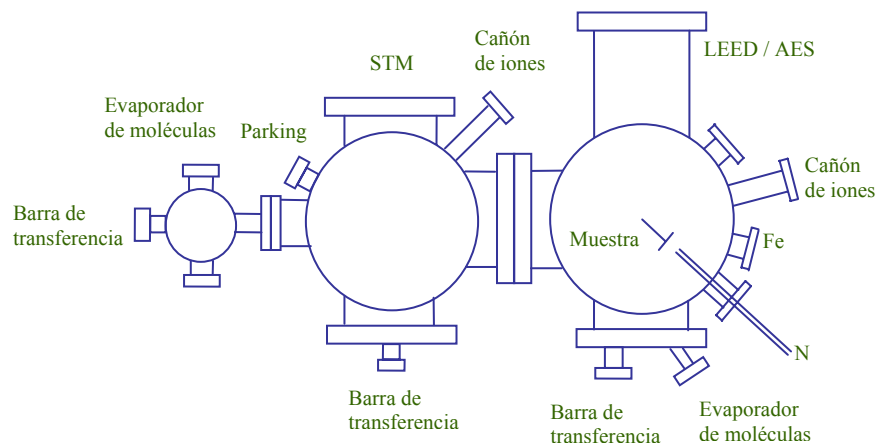 Cañón
de iones
LEED / AES
STM
Evaporador
de moléculas
Parking
Cañón
de iones
Barra de
transferencia
Muestra
Fe
N
Barra de
transferencia
Barra de
transferencia
Evaporador
de moléculas